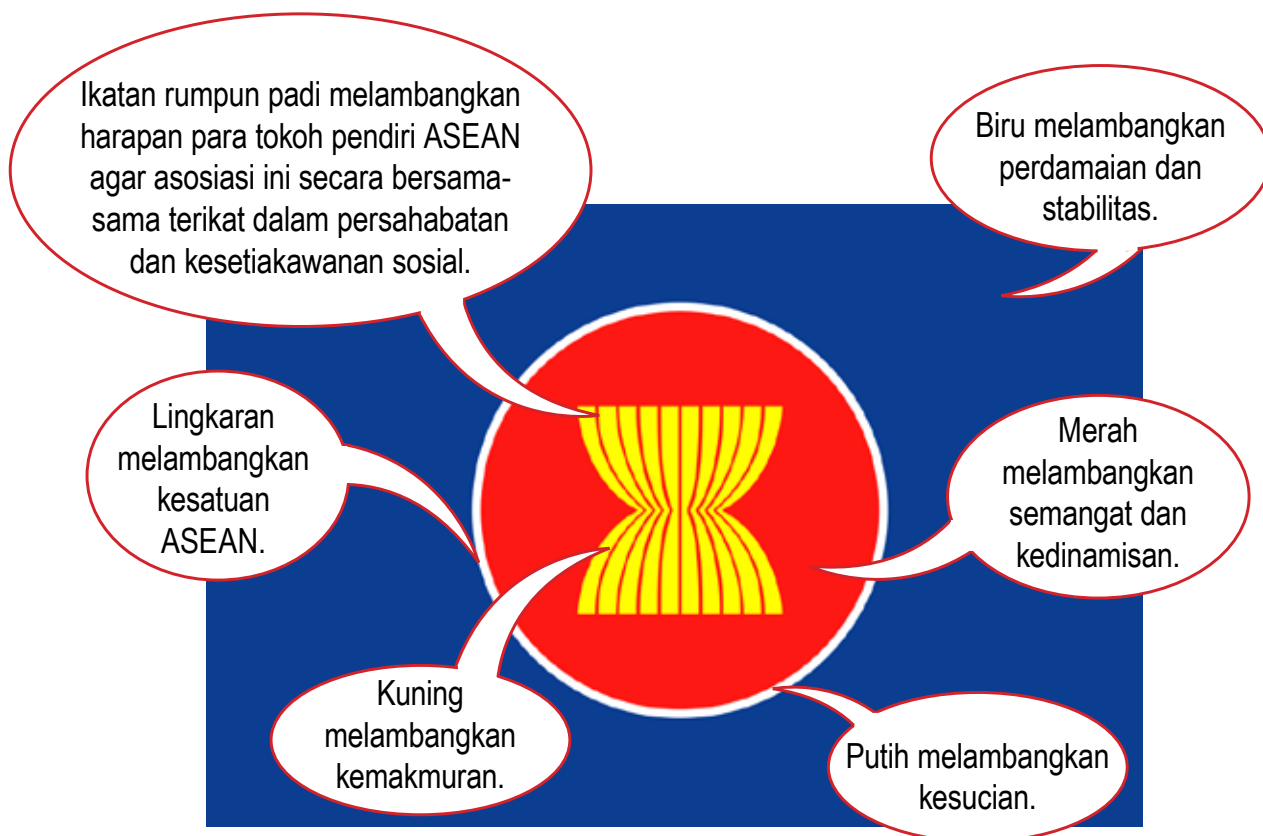 Ikatan rumpun padi melambangkan
harapan para tokoh pendiri ASEAN
agar asosiasi ini secara bersama-
sama terikat dalam persahabatan
dan kesetiakawanan sosial.
Biru melambangkan
perdamaian dan
stabilitas.
Lingkaran
melambangkan
kesatuan
ASEAN.
Merah
melambangkan
semangat dan
kedinamisan.
Kuning
melambangkan
kemakmuran.
Putih melambangkan
kesucian.